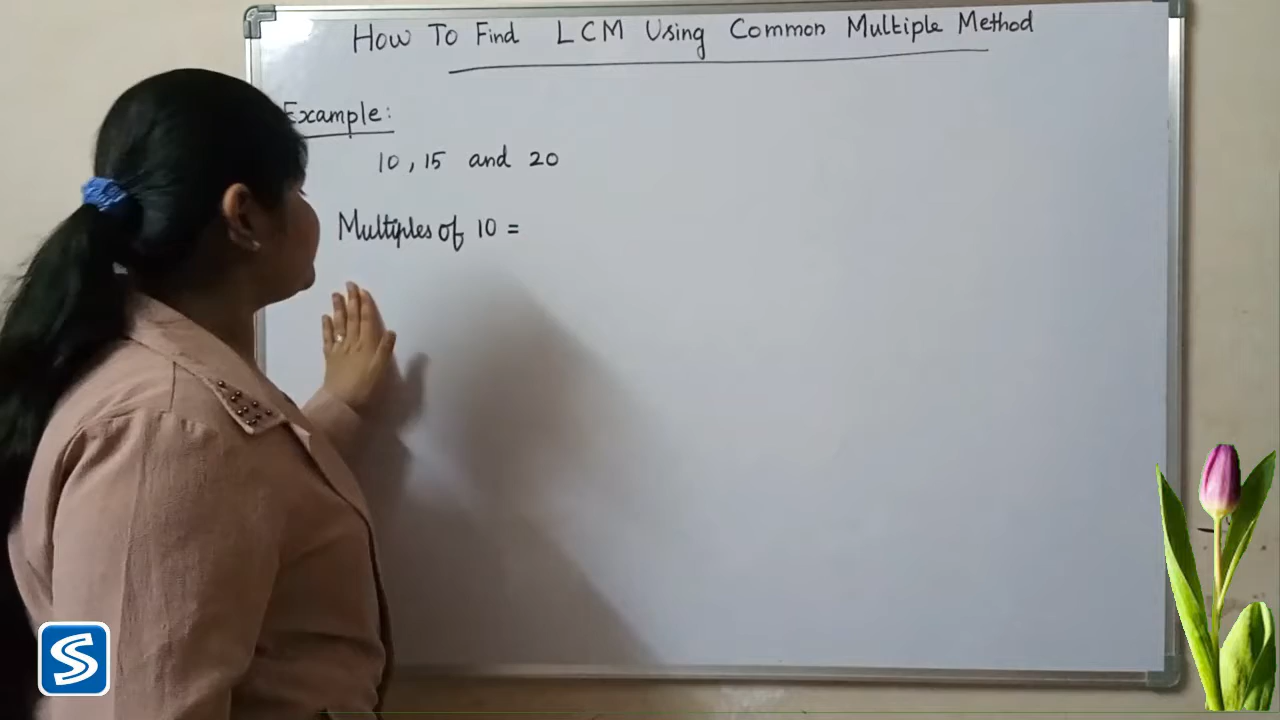 How To Find LCM Using Common Multiple Method
Example:
10, 15 and 20
Multiples of 10 =